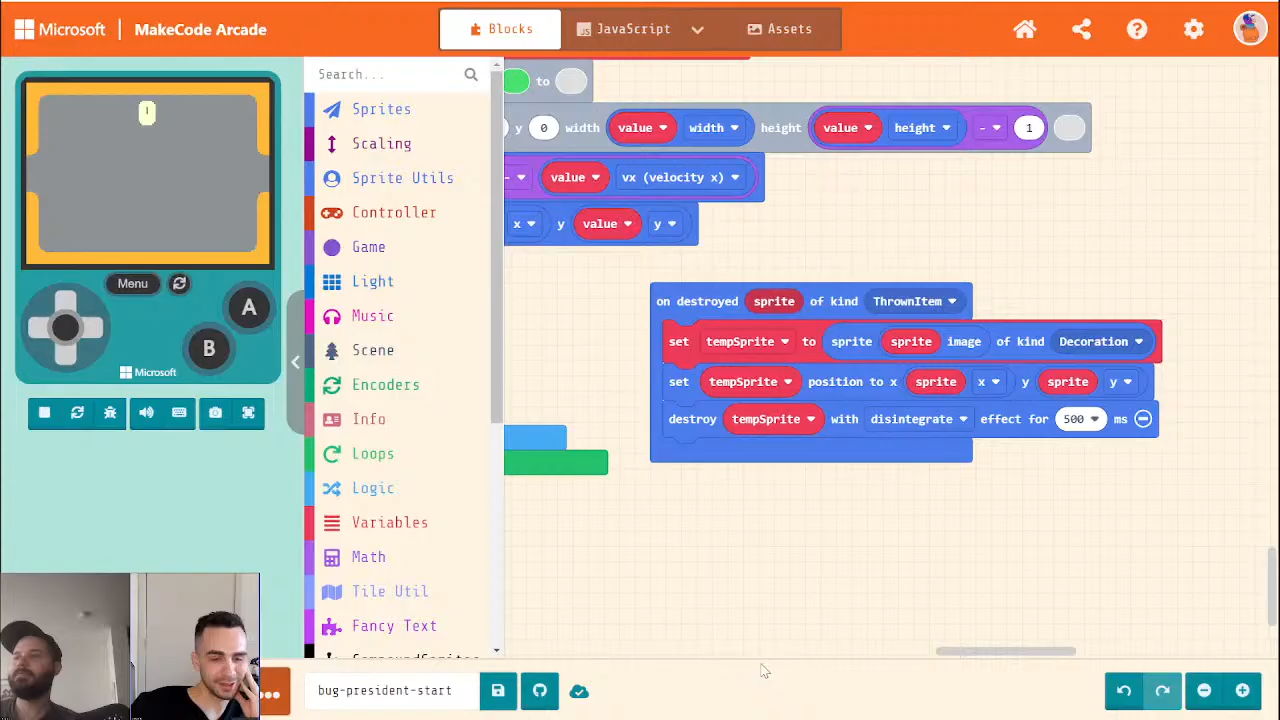 Microsoft | MakeCode Arcade
Blocks
JavaScript
Assets
Search...
Sprites
Scaling
Sprite Utils
Controller
Game
Light
Music
Scene
Encoders
Info
Loops
Logic
Variables
Math
Tile Util
Fancy Text
Menu
A
B
Microsoft
to
y 0 width value width height value height - 1
- value vx (velocity x)
x y value y
on destroyed sprite of kind ThrownItem
set tempSprite to sprite sprite image of kind Decoration
set tempSprite position to x sprite x y sprite y
destroy tempSprite with disintegrate effect for 500 ms
bug-president-start